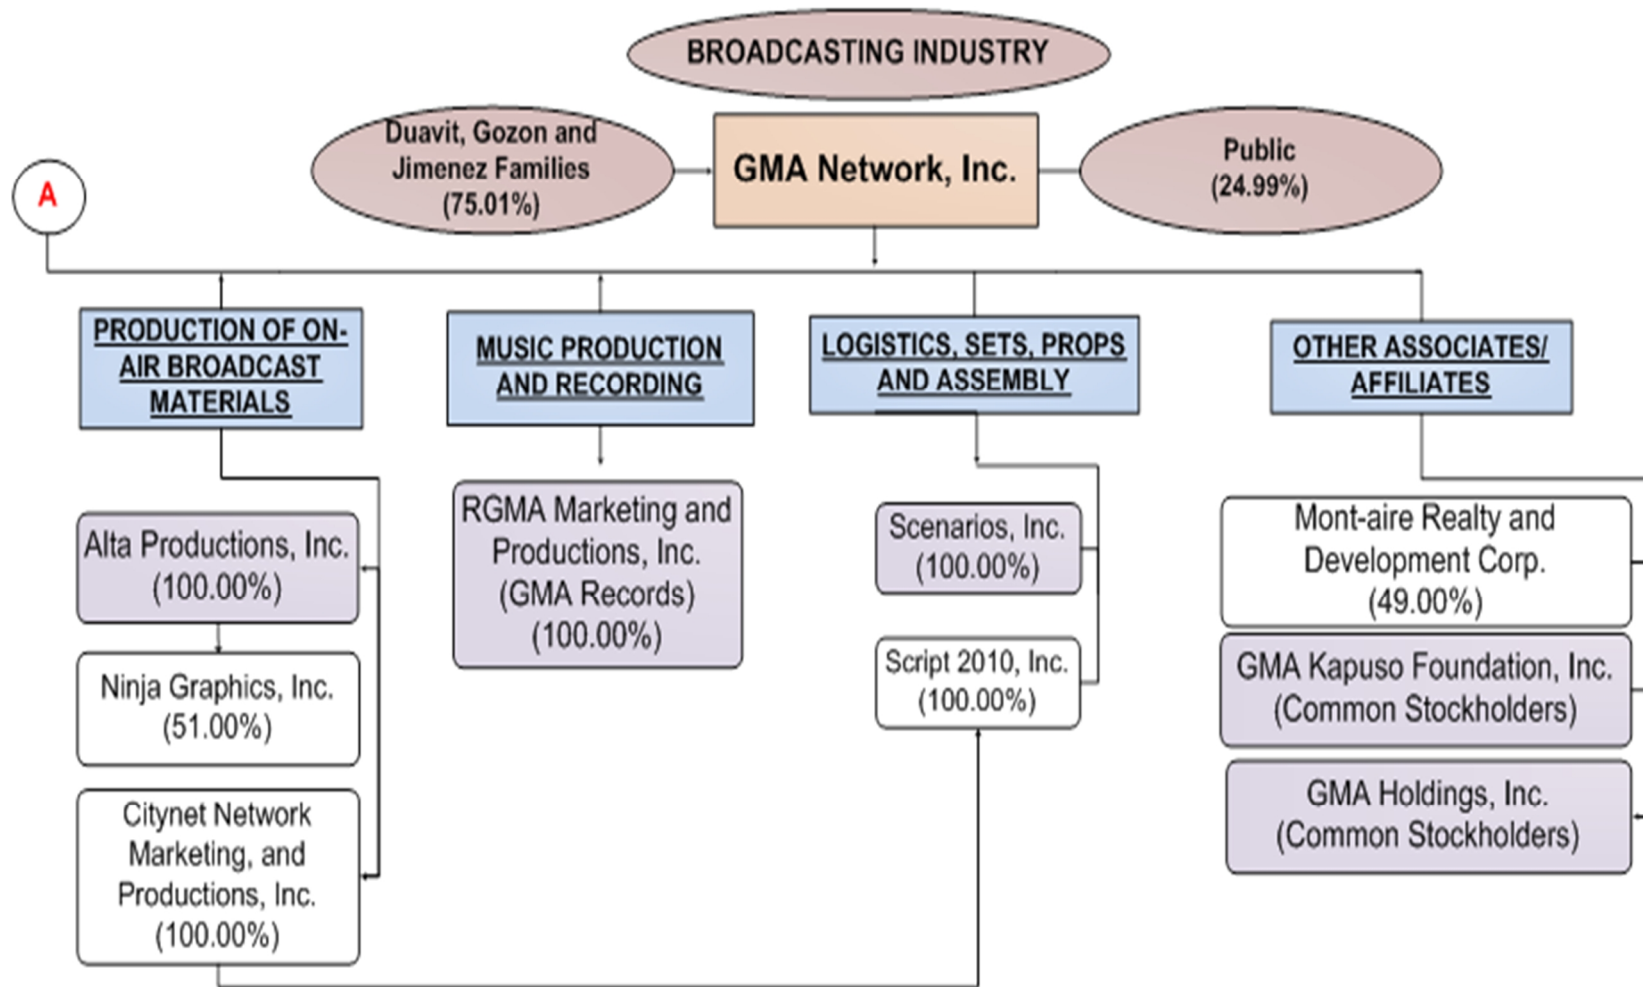 BROADCASTING INDUSTRY
Duavit, Gozon and
Jimenez Families
(75.01%)
GMA Network, Inc.
Public
(24.99%)
A
PRODUCTION OF ON-
AIR BROADCAST
MATERIALS
MUSIC PRODUCTION
AND RECORDING
LOGISTICS, SETS, PROPS
AND ASSEMBLY
OTHER ASSOCIATES/
AFFILIATES
Alta Productions, Inc.
(100.00%)
Ninja Graphics, Inc.
(51.00%)
Citynet Network
Marketing, and
Productions, Inc.
(100.00%)
RGMA Marketing and
Productions, Inc.
(GMA Records)
(100.00%)
Scenarios, Inc.
(100.00%)
Script 2010, Inc.
(100.00%)
Mont-aire Realty and
Development Corp.
(49.00%)
GMA Kapuso Foundation, Inc.
(Common Stockholders)
GMA Holdings, Inc.
(Common Stockholders)